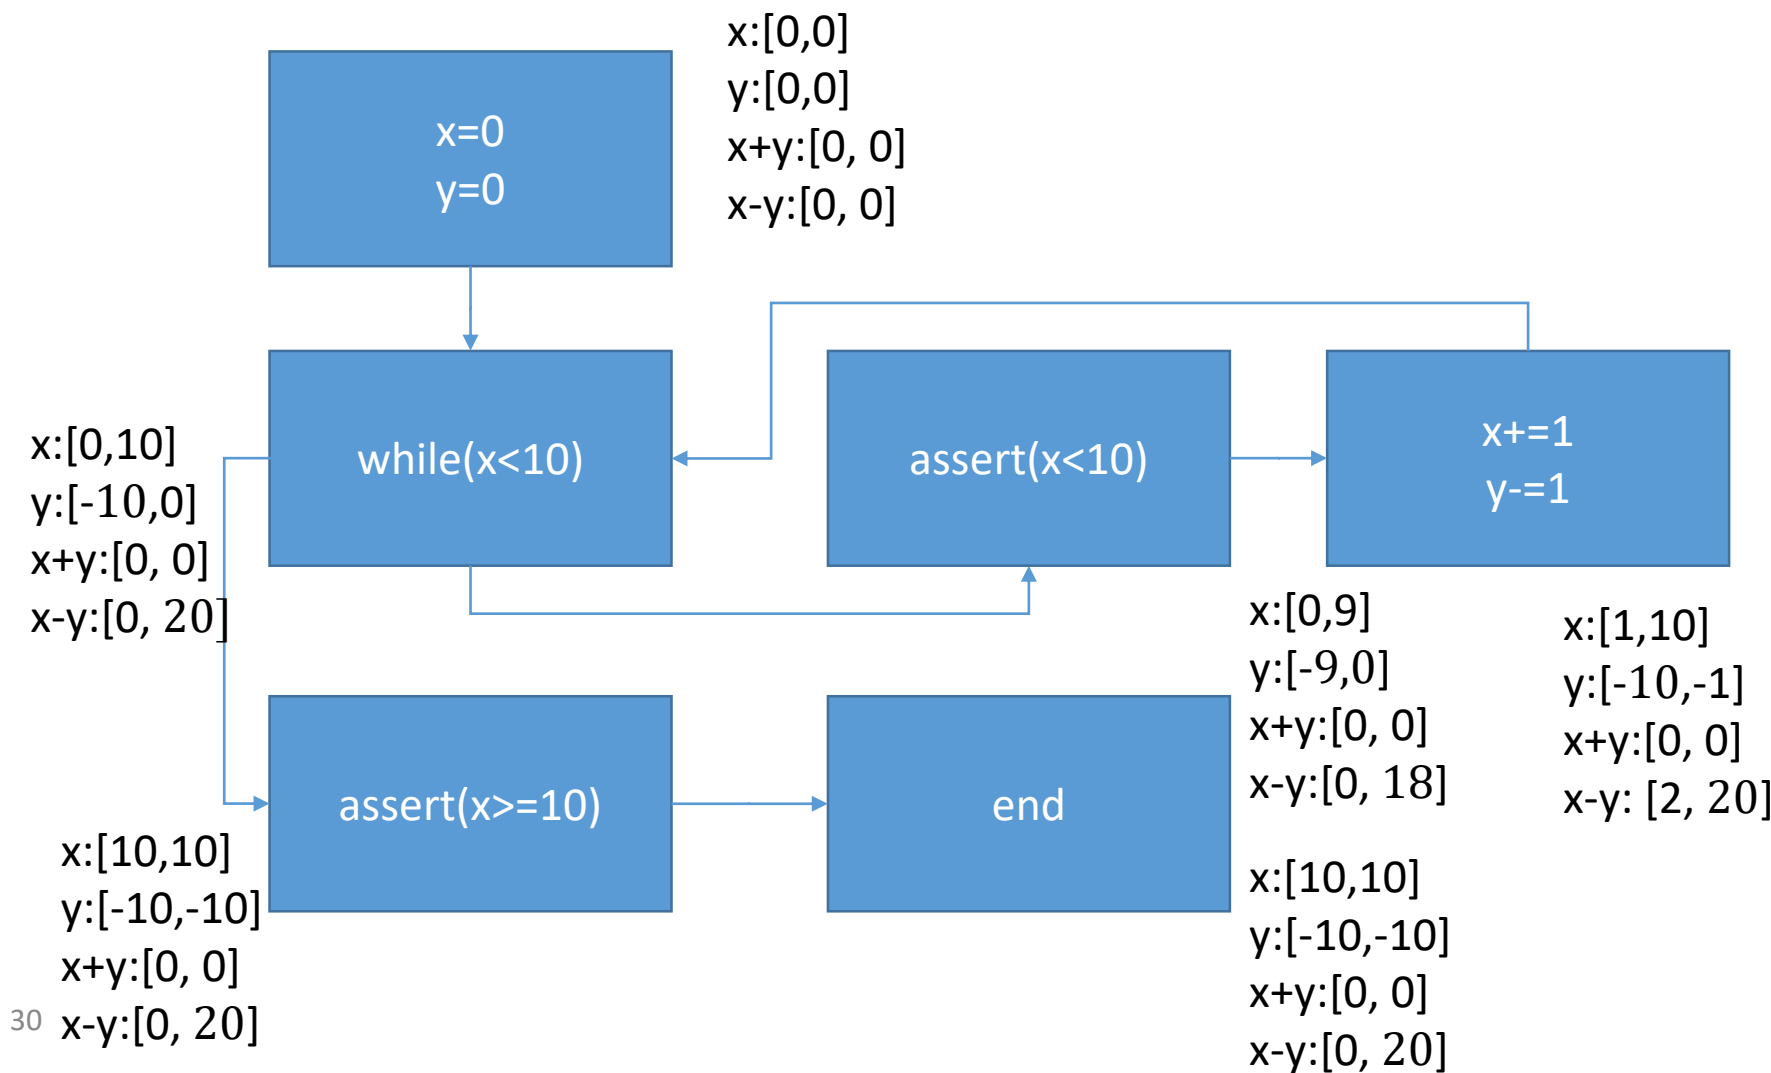 x=0
y=0
x:[0,0]
y:[0,0]
x+y:[0, 0]
x-y:[0, 0]
x:[0,10]
y:[-10,0]
x+y:[0, 0]
x-y:[0, 20]
while(x<10)
assert(x<10)
x+=1
y-=1
x:[0,9]
y:[-9,0]
x+y:[0, 0]
x-y:[0, 18]
x:[1,10]
y:[-10,-1]
x+y:[0, 0]
x-y: [2, 20]
assert(x>=10)
end
x:[10,10]
y:[-10,-10]
x+y:[0, 0]
x-y:[0, 20]
x:[10,10]
y:[-10,-10]
x+y:[0, 0]
x-y:[0, 20]
30